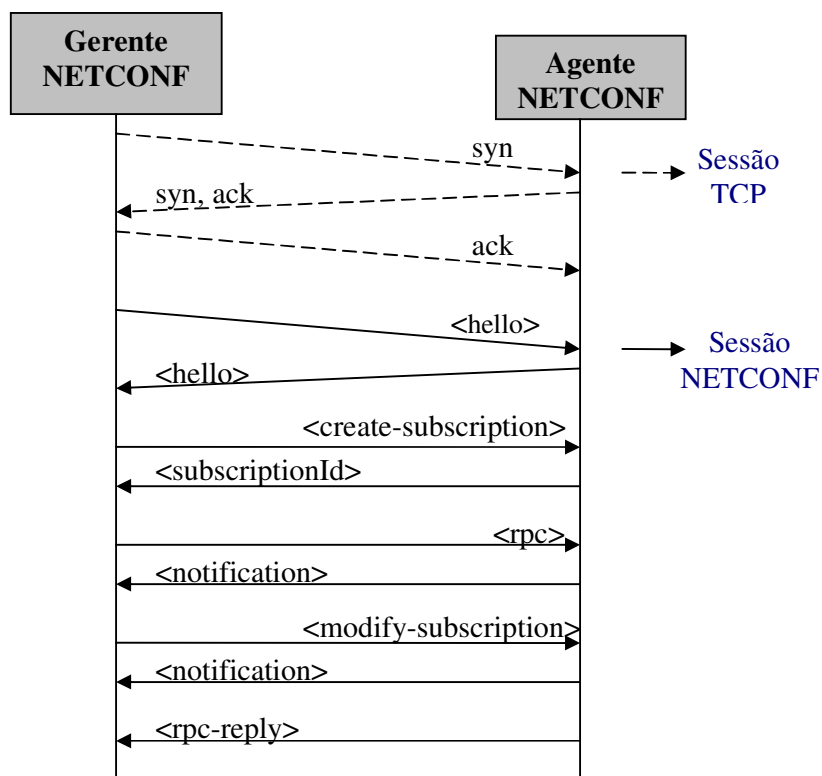 Gerente
NETCONF
Agente
NETCONF
syn
Sessão
TCP
syn, ack
ack
<hello>
Sessão
NETCONF
<hello>
<create-subscription>
<subscriptionId>
<rpc>
<notification>
<modify-subscription>
<notification>
<rpc-reply>